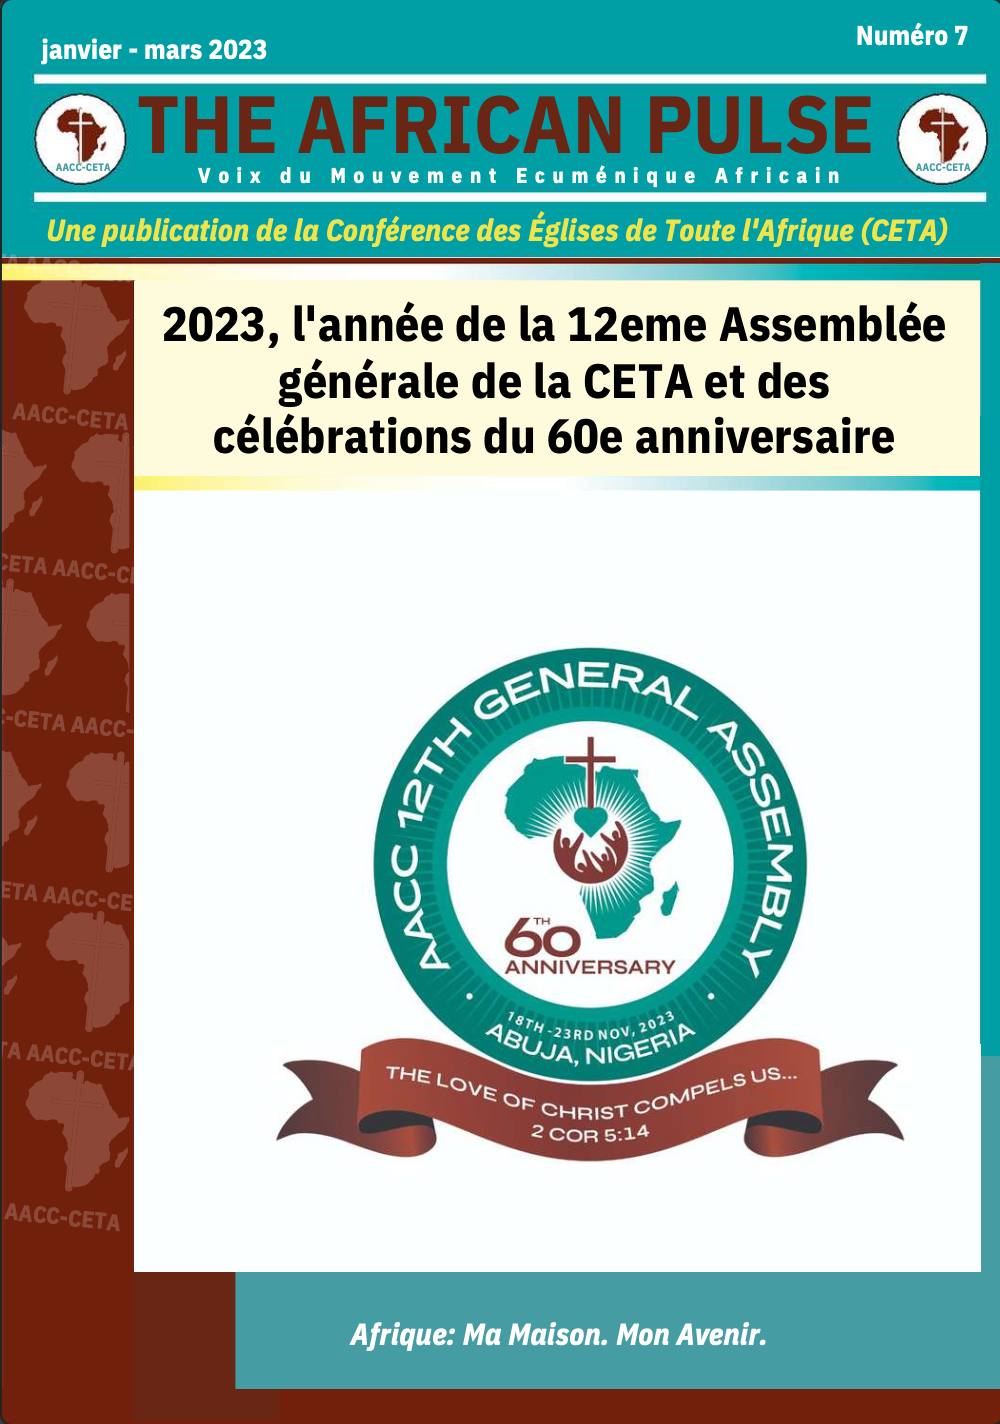 janvier - mars 2023
Numéro 7
THE AFRICAN PULSE
AACC-CETA
AACC-CETA
Voix du Mouvement Ecuménique Africain
Une publication de la Conférence des Églises de Toute l'Afrique (CETA)
2023, l'année de la 12eme Assemblée
générale de la CETA et des
célébrations du 60e anniversaire
AACC-CETA
CETA AACC-C
-CETA AACC-
ETA AACC-CE
TA AACC-CETA
AACC-CETA
AACC 12TH GENERAL ASSEMBLY
60TH
ANNIVERSARY
18TH -23RD NOV, 2023
ABUJA, NIGERIA
THE LOVE OF CHRIST COMPELS US...
2 COR 5:14
Afrique: Ma Maison. Mon Avenir.